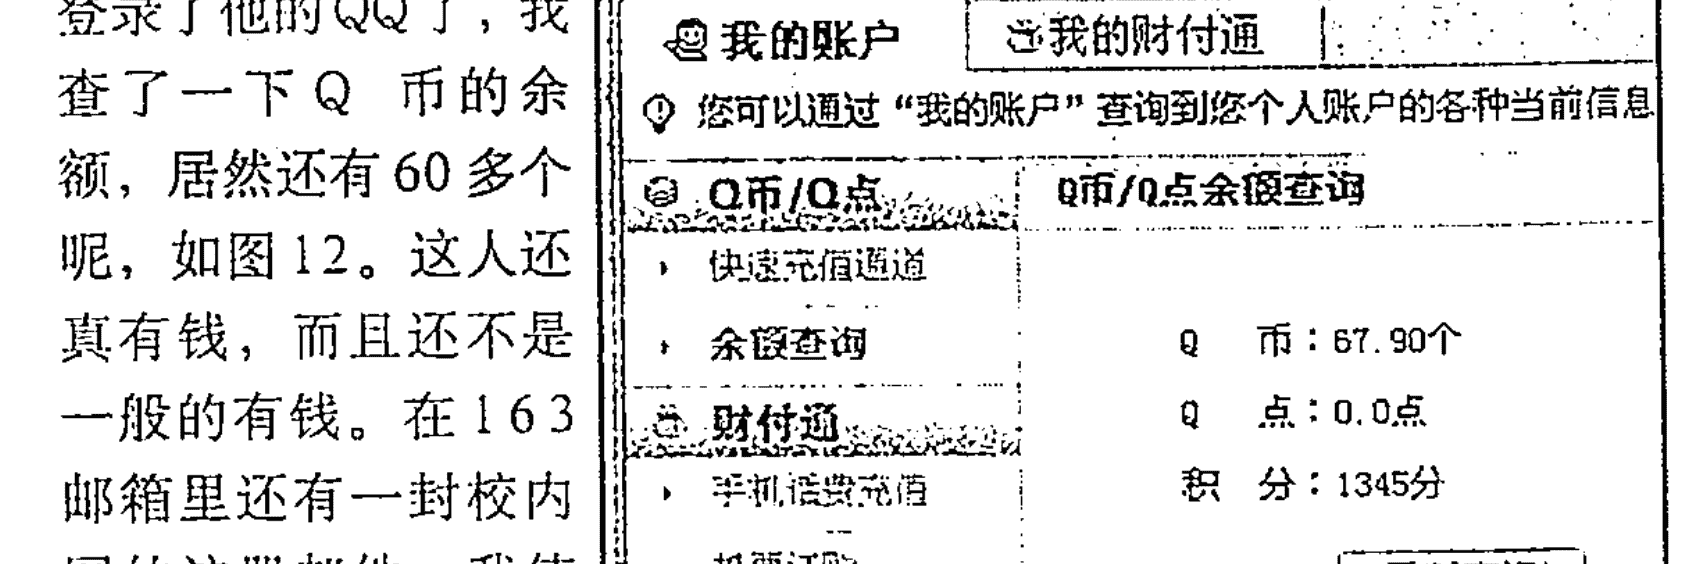 登录了他的QQ了，我
查了一下Q 币的余
额，居然还有60多个
呢，如图12。这人还
真有钱，而且还不是
一般的有钱。在163
邮箱里还有一封校内
我的账户
我的财付通
您可以通过“我的账户”查询到您个人账户的各种当前信息
Q币/Q点
快速充值通道
余额查询
财付通
手机话费充值
Q币/Q点余额查询
Q 币：67.90个
Q 点：0.0点
积 分：1345分